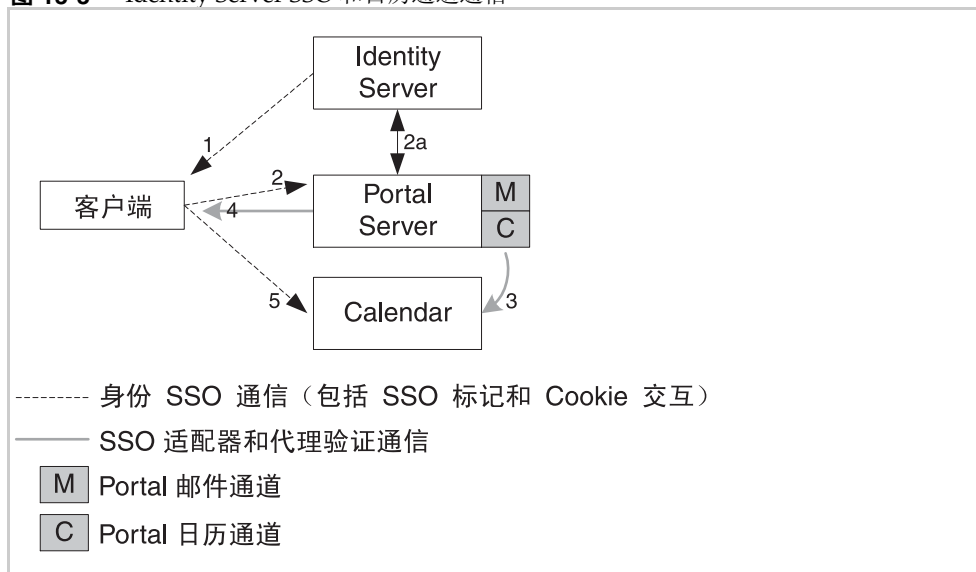 Identity
Server
1
2a
2
客户端
4
Portal
Server
M
C
5
Calendar
3
身份 SSO 通信（包括 SSO 标记和 Cookie 交互）
SSO 适配器和代理验证通信
M Portal 邮件通道
C Portal 日历通道